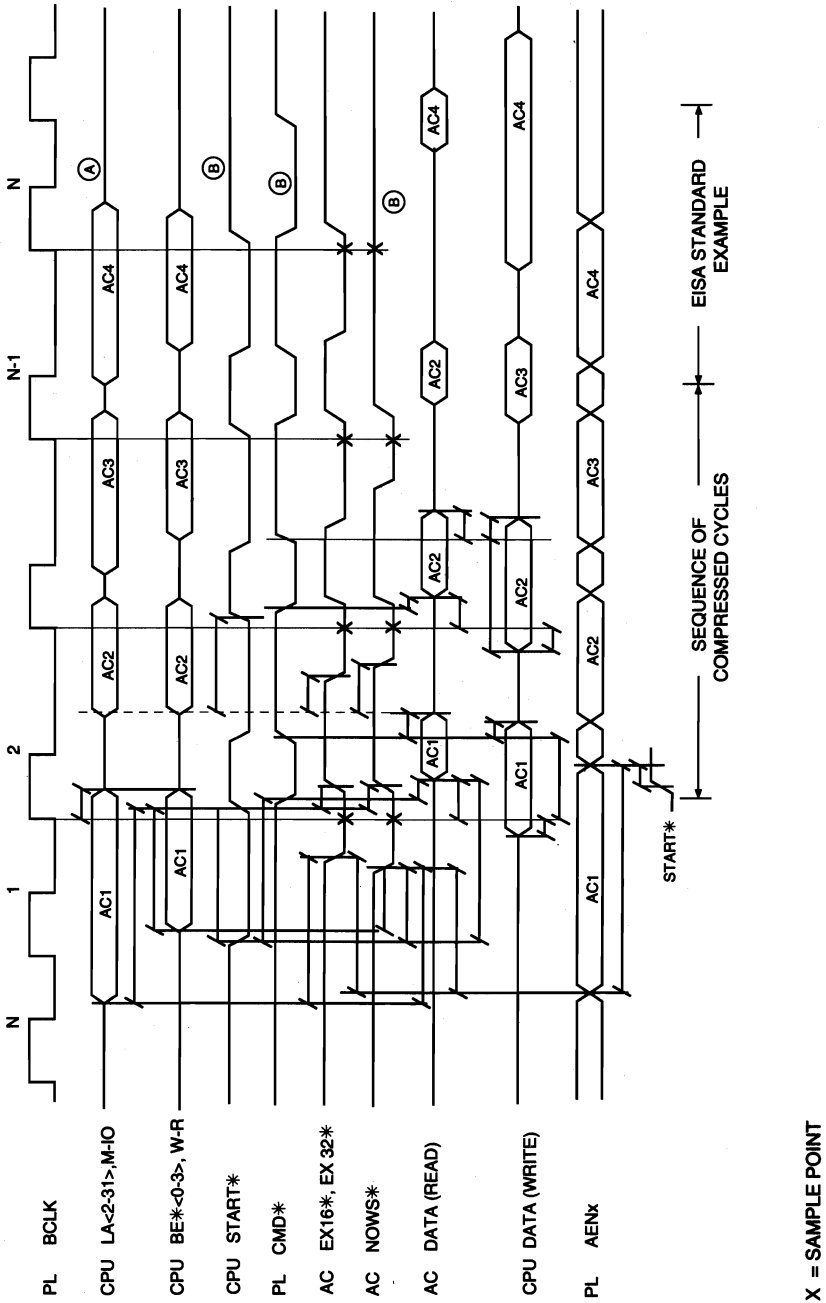 N 1 2 N-1 N
PL BCLK
CPU LA<2-31>,M-IO AC1 AC2 AC3 AC4 A
CPU BE*<0-3>, W-R AC1 AC2 AC3 AC4
CPU START* B
PL CMD* B
AC EX16*, EX 32*
AC NOWS* B
AC DATA (READ) AC1 AC2 AC2 AC4
CPU DATA (WRITE) AC1 AC2 AC3 AC4
PL AENx AC1 AC2 AC3 AC4
START*
SEQUENCE OF
COMPRESSED CYCLES
EISA STANDARD
EXAMPLE
X = SAMPLE POINT